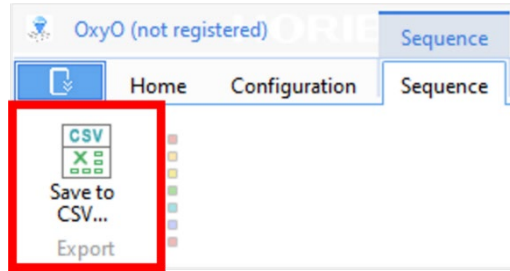 OxyO (not registered)
Sequence
Home Configuration Sequence
CSV
Save to
CSV...
Export